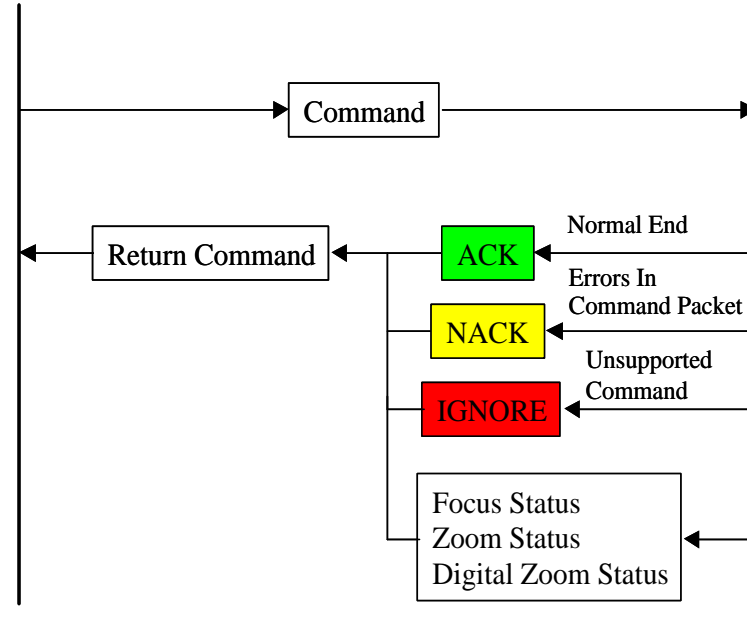 Command
Normal End
Return Command
ACK
Errors In
Command Packet
NACK
Unsupported
Command
IGNORE
Focus Status
Zoom Status
Digital Zoom Status